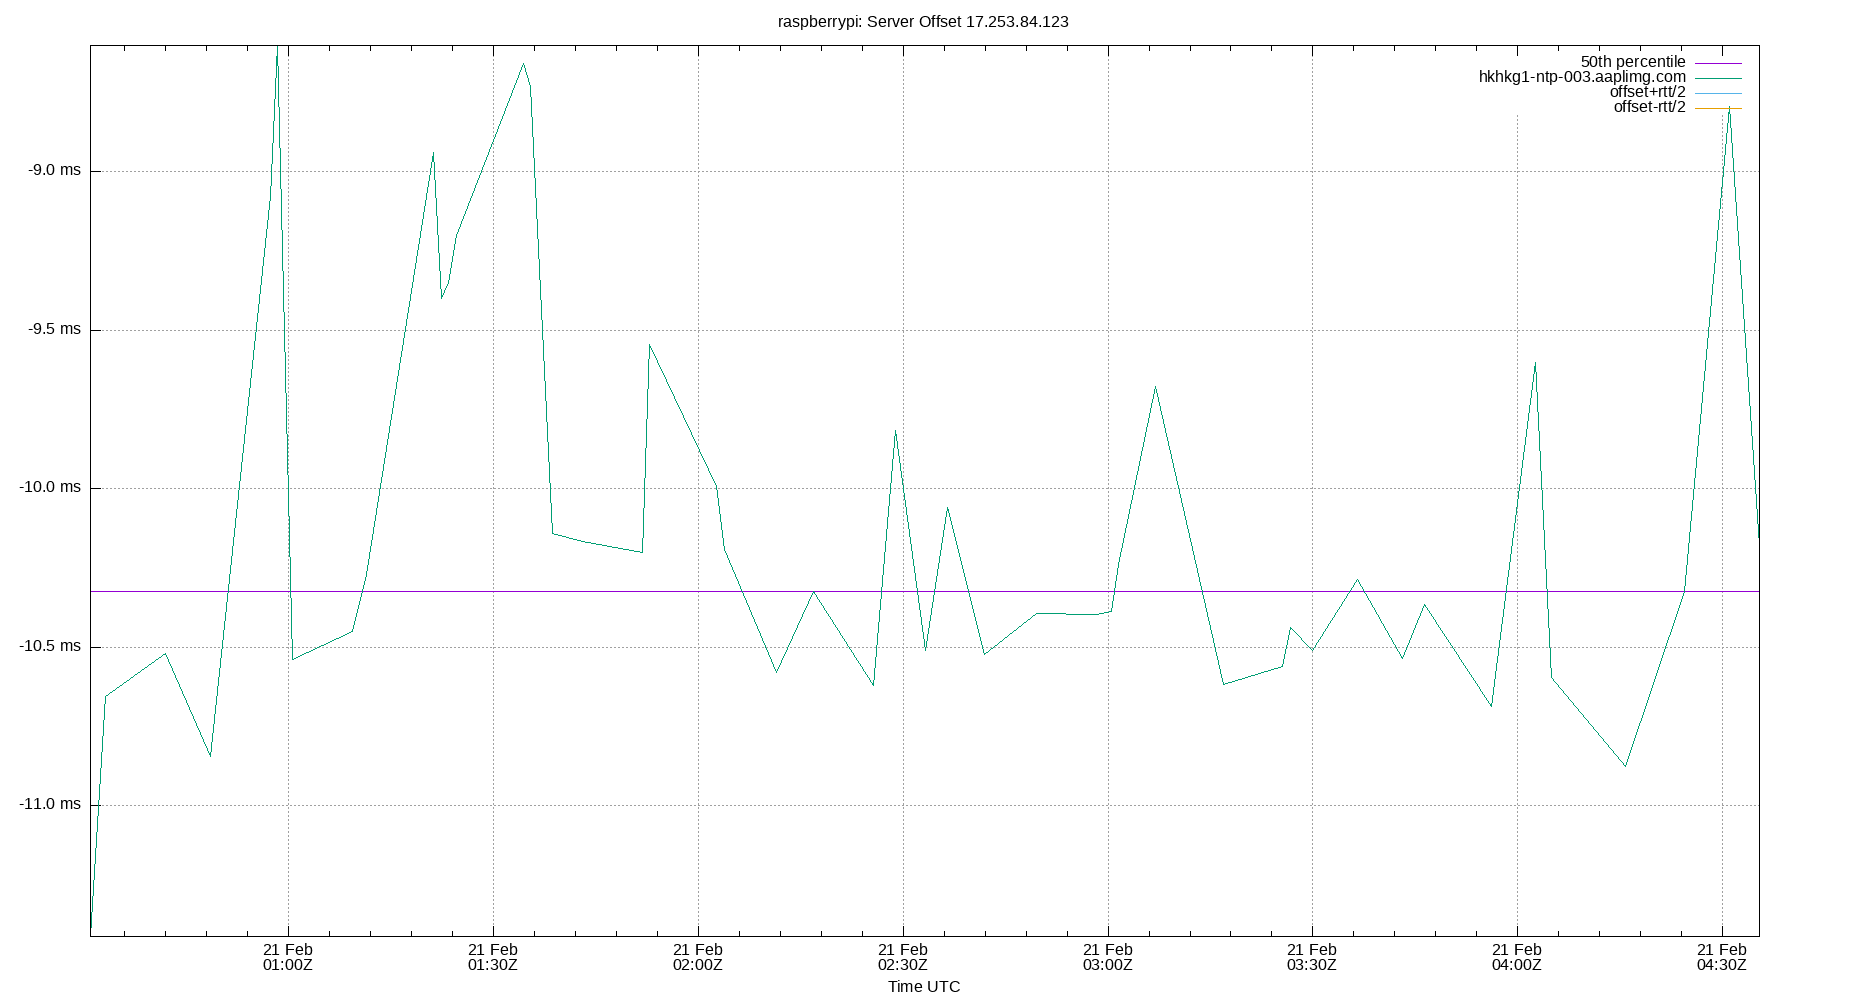 raspberrypi: Server Offset 17.253.84.123
50th percentile
hkhkg1-ntp-003.aaplimg.com
offset+rtt/2
offset-rtt/2
-9.0 ms
-9.5 ms
-10.0 ms
-10.5 ms
-11.0 ms
21 Feb 21 Feb 21 Feb 21 Feb 21 Feb 21 Feb 21 Feb 21 Feb
01:00Z 01:30Z 02:00Z 02:30Z 03:00Z 03:30Z 04:00Z 04:30Z
Time UTC